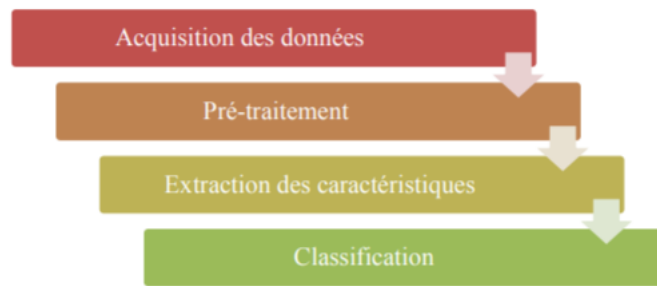 Acquisition des données
Pré-traitement
Extraction des caractéristiques
Classification